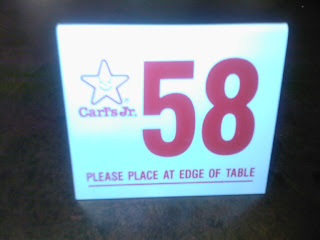 58
Carl's Jr.
PLEASE PLACE AT EDGE OF TABLE